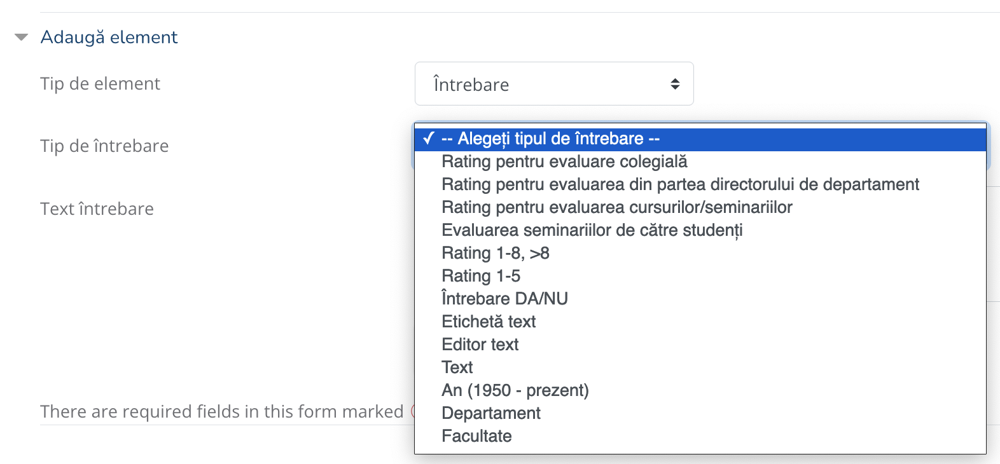 Adaugă element
Tip de element
Întrebare
Tip de întrebare
✓ -- Alegeți tipul de întrebare --
Rating pentru evaluare colegială
Rating pentru evaluarea din partea directorului de departament
Rating pentru evaluarea cursurilor/seminariilor
Text întrebare
Evaluarea seminariilor de către studenți
Rating 1-8, >8
Rating 1-5
Întrebare DA/NU
Etichetă text
Editor text
Text
An (1950 - prezent)
There are required fields in this form marked
Departament
Facultate